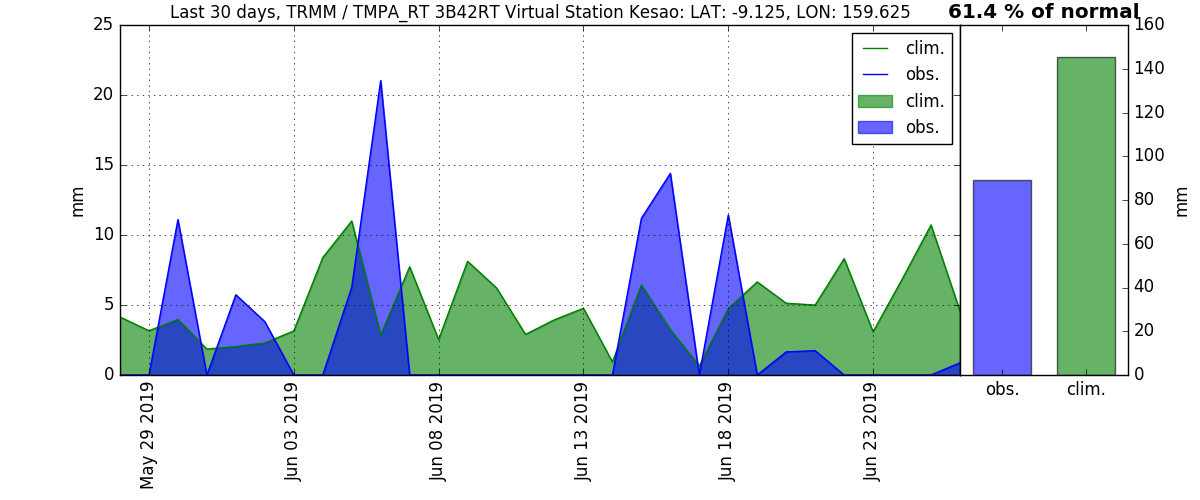 Last 30 days, TRMM / TMPA_RT 3B42RT Virtual Station Kesao: LAT: -9.125, LON: 159.625
61.4 % of normal
25
20
15
10
5
0
mm
clim.
obs.
clim.
obs.
May 29 2019
Jun 03 2019
Jun 08 2019
Jun 13 2019
Jun 18 2019
Jun 23 2019
160
140
120
100
80
60
40
20
0
mm
obs.
clim.